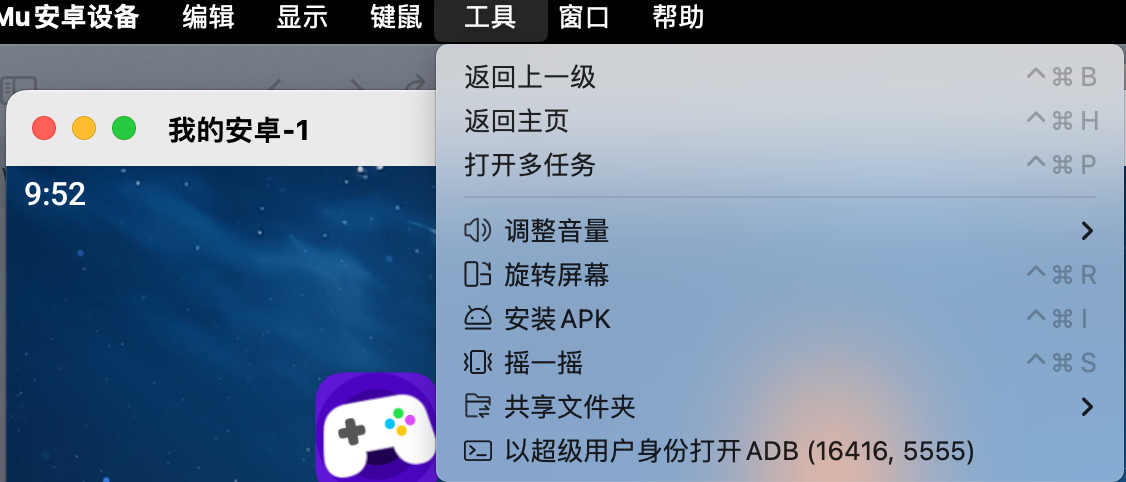 Mu安卓设备 编辑 显示 键鼠 工具 窗口 帮助
我的安卓-1
9:52
返回上一级 ^⌘B
返回主页 ^⌘H
打开多任务 ^⌘P
调整音量
旋转屏幕 ^⌘R
安装APK ^⌘I
摇一摇 ^⌘S
共享文件夹
以超级用户身份打开ADB (16416, 5555)